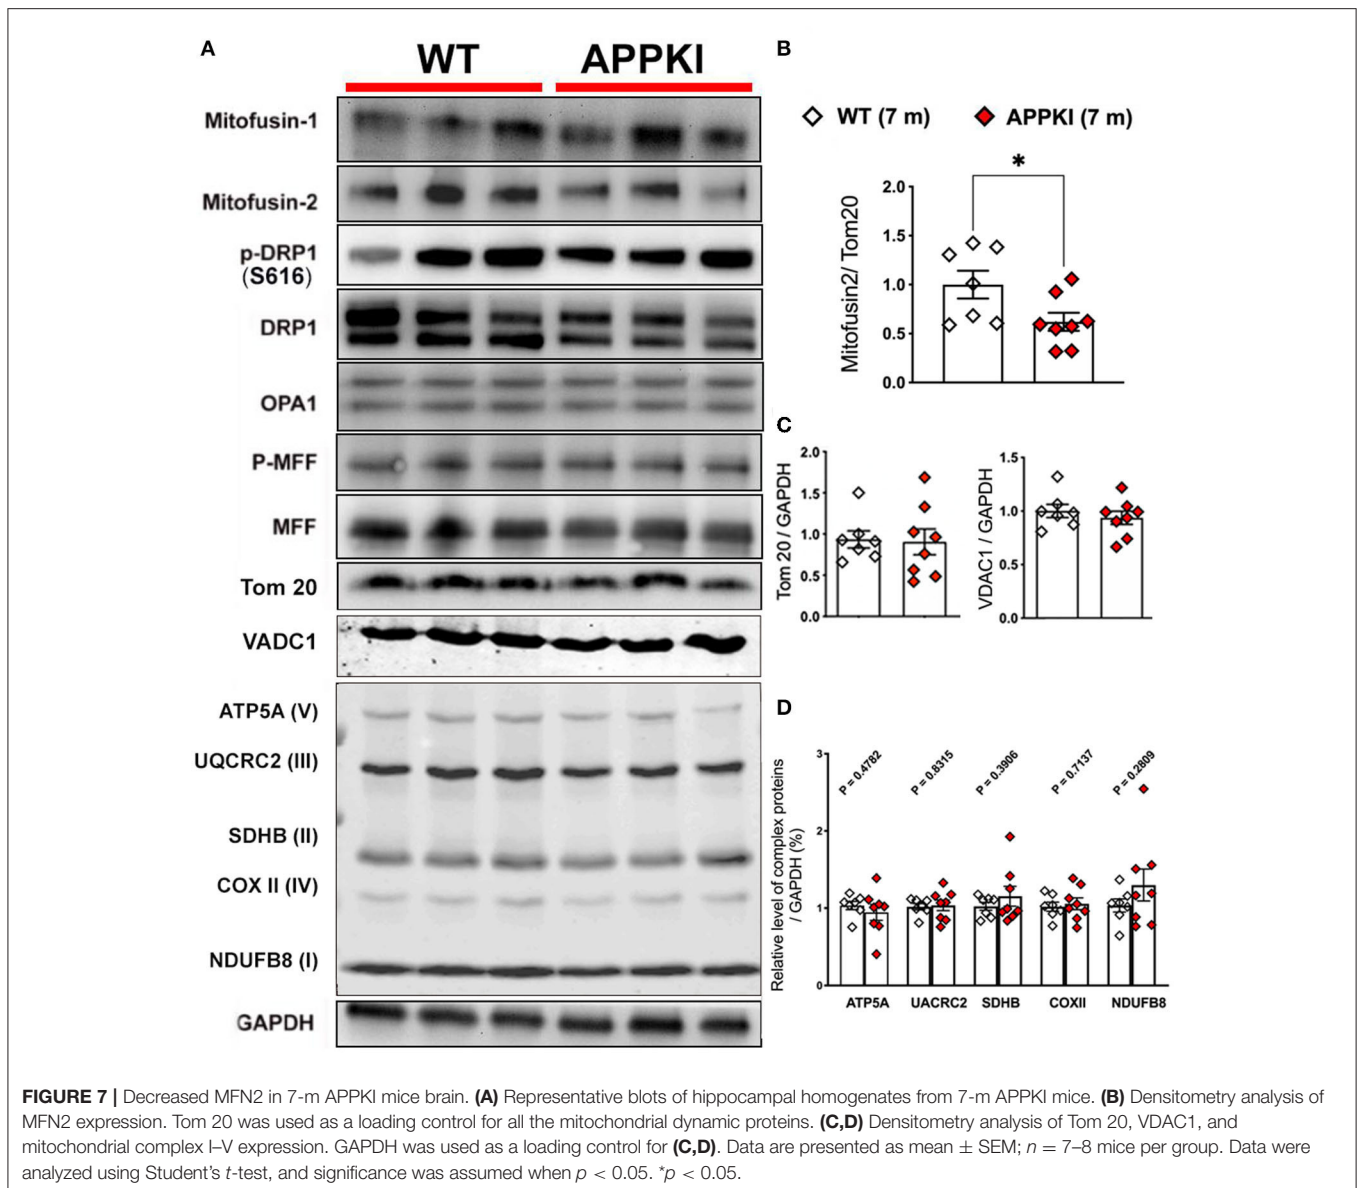 A
WT
APPKI
Mitofusin-1
Mitofusin-2
p-DRP1
(S616)
DRP1
OPA1
P-MFF
MFF
Tom 20
VADC1
ATP5A (V)
UQCRC2 (III)
SDHB (II)
COX II (IV)
NDUFB8 (I)
GAPDH
B
WT (7 m)
APPKI (7 m)
*
Mitofusin2/ Tom20
2.0
1.5
1.0
0.5
0.0
C
Tom 20 / GAPDH
2.0
1.5
1.0
0.5
0.0
VDAC1 / GAPDH
1.5
1.0
0.5
0.0
D
Relative level of complex proteins
/ GAPDH (%)
3
2
1
0
P = 0.4782
P = 0.8315
P = 0.3906
P = 0.7137
P = 0.2809
ATP5A
UACRC2
SDHB
COXII
NDUFB8
FIGURE 7 | Decreased MFN2 in 7-m APPKI mice brain. (A) Representative blots of hippocampal homogenates from 7-m APPKI mice. (B) Densitometry analysis of
MFN2 expression. Tom 20 was used as a loading control for all the mitochondrial dynamic proteins. (C,D) Densitometry analysis of Tom 20, VDAC1, and
mitochondrial complex I–V expression. GAPDH was used as a loading control for (C,D). Data are presented as mean ± SEM; n = 7–8 mice per group. Data were
analyzed using Student's t-test, and significance was assumed when p < 0.05. *p < 0.05.